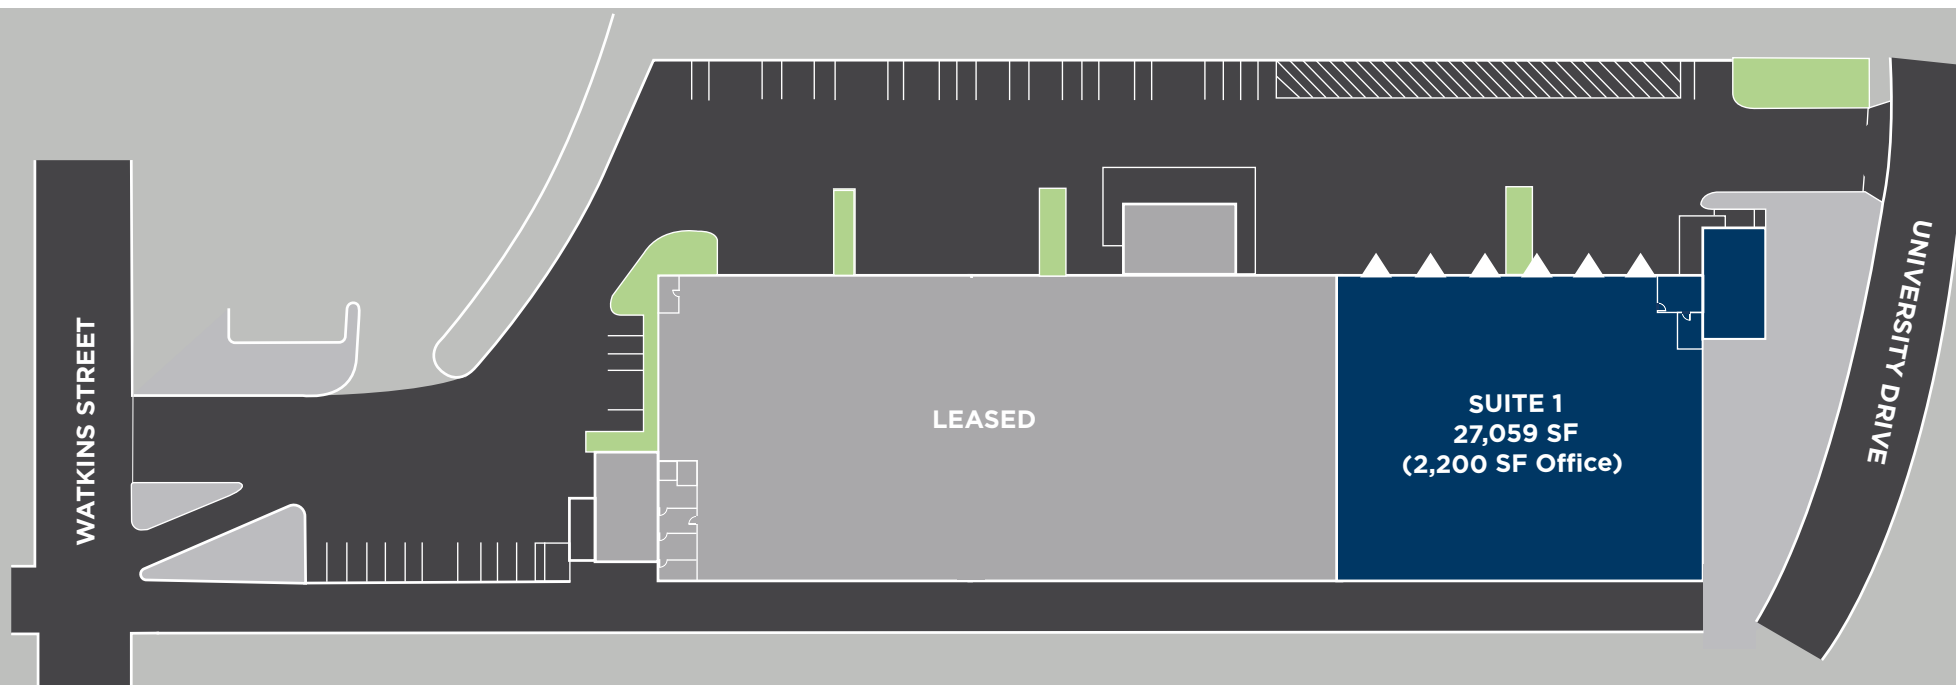 WATKINS STREET
LEASED
SUITE 1
27,059 SF
(2,200 SF Office)
UNIVERSITY DRIVE